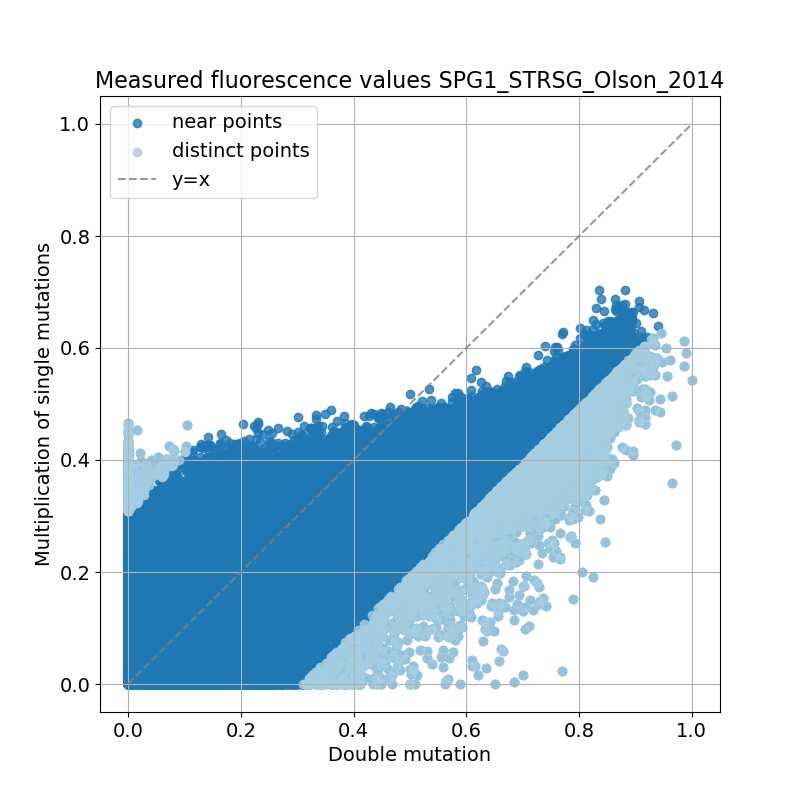 Measured fluorescence values SPG1_STRSG_Olson_2014
near points
distinct points
y=x
1.0
0.8
0.6
0.4
0.2
0.0
Multiplication of single mutations
0.0 0.2 0.4 0.6 0.8 1.0
Double mutation